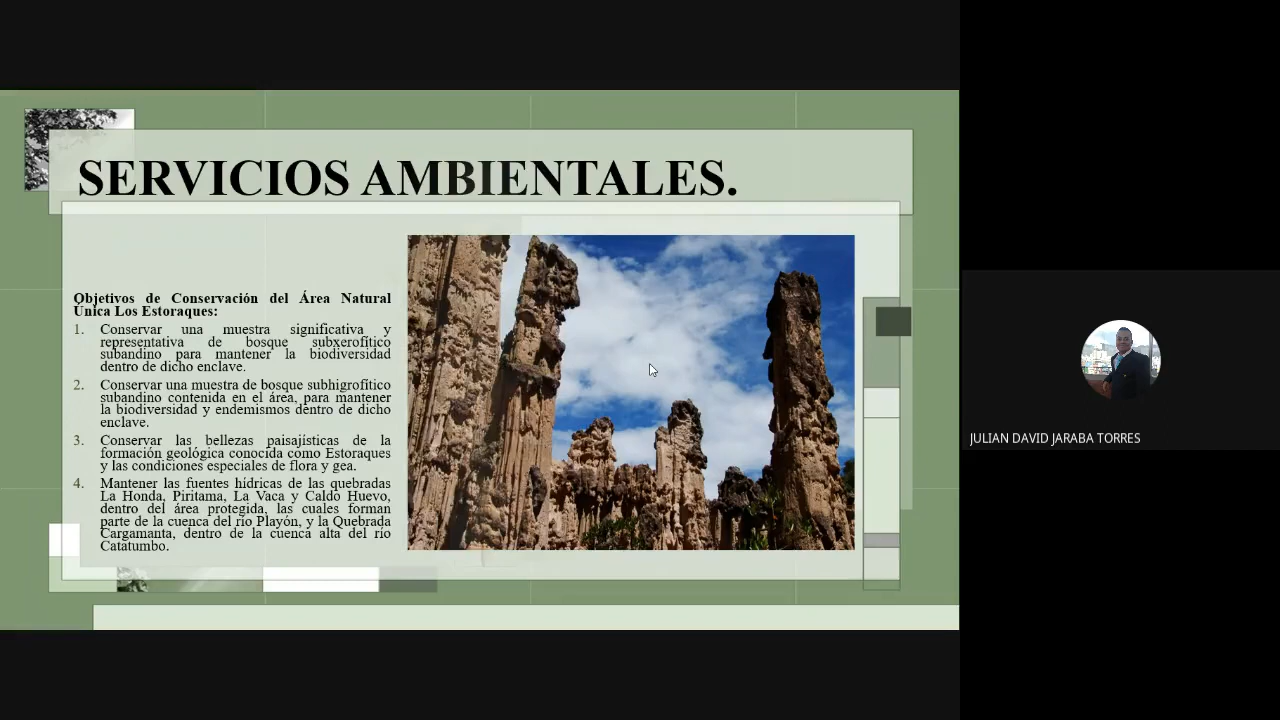 SERVICIOS AMBIENTALES.
Objetivos de Conservación del Área Natural
Única Los Estoraques:
1. Conservar una muestra significativa y
representativa de bosque subxerofítico
subandino para mantener la biodiversidad
dentro de dicho enclave.
2. Conservar una muestra de bosque subhigrofítico
subandino contenida en el área, para mantener
la biodiversidad y endemismos dentro de dicho
enclave.
3. Conservar las bellezas paisajísticas de la
formación geológica conocida como Estoraques
y las condiciones especiales de flora y gea.
4. Mantener las fuentes hídricas de las quebradas
La Honda, Piritama, La Vaca y Caldo Huevo,
dentro del área protegida, las cuales forman
parte de la cuenca del río Playón, y la Quebrada
Cargamanta, dentro de la cuenca alta del río
Catatumbo.
JULIAN DAVID JARABA TORRES